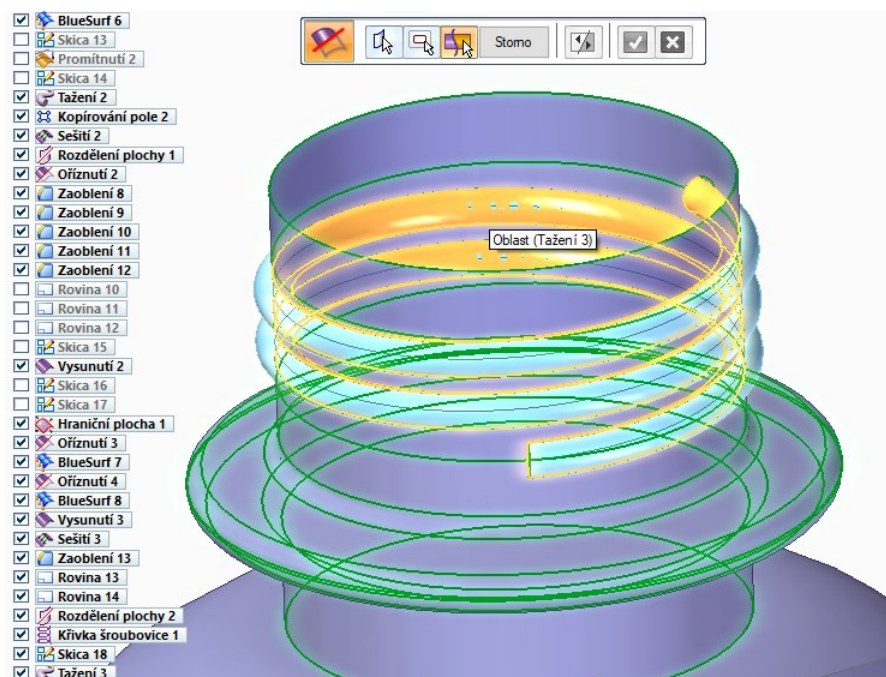 BlueSurf 6
Skica 13
Promítnutí 2
Skica 14
Tažení 2
Kopírování pole 2
Sešití 2
Rozdělení plochy 1
Oříznutí 2
Zaoblení 8
Zaoblení 9
Zaoblení 10
Zaoblení 11
Zaoblení 12
Rovina 10
Rovina 11
Rovina 12
Skica 15
Vysunutí 2
Skica 16
Skica 17
Hraniční plocha 1
Oříznutí 3
BlueSurf 7
Oříznutí 4
BlueSurf 8
Vysunutí 3
Sešití 3
Zaoblení 13
Rovina 13
Rovina 14
Rozdělení plochy 2
Křivka šroubovice 1
Skica 18
Tažení 3
Storno
Oblast (Tažení 3)